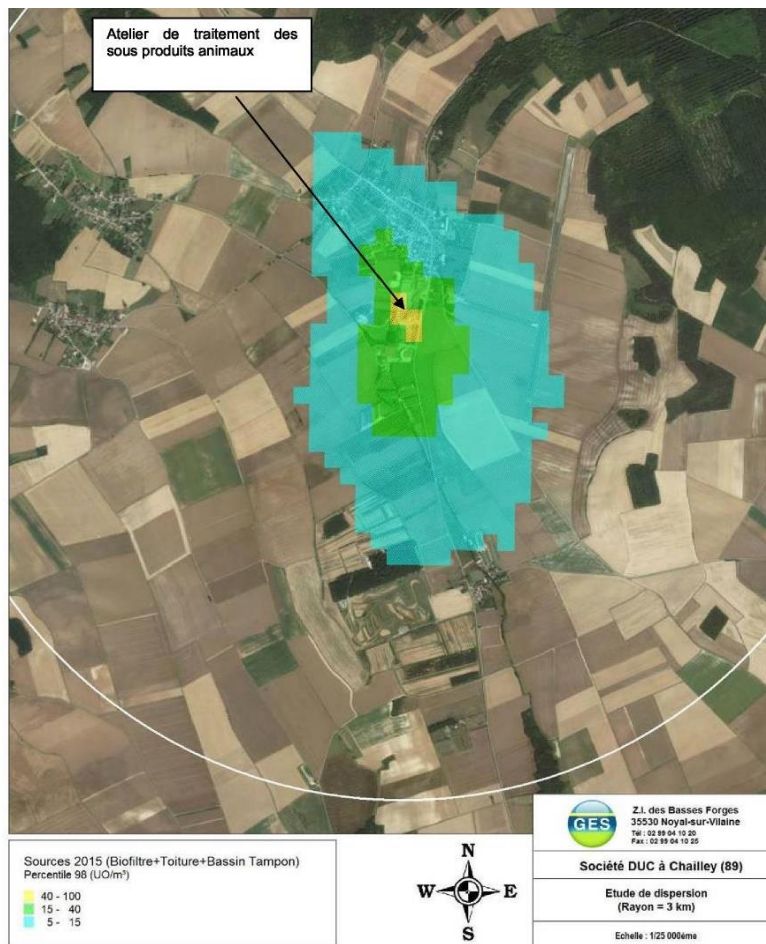 Atelier de traitement des
sous produits animaux
Sources 2015 (Biofiltre+Toiture+Bassin Tampon)
Percentile 98 (UO/m³)
40 - 100
15 - 40
5 - 15
N
W E
S
GES
Z.I. des Basses Forges
35530 Noyal-sur-Vilaine
Tél : 02 99 04 10 20
Fax : 02 99 04 10 25
Société DUC à Chailley (89)
Etude de dispersion
(Rayon = 3 km)
Echelle : 1/25 000ème